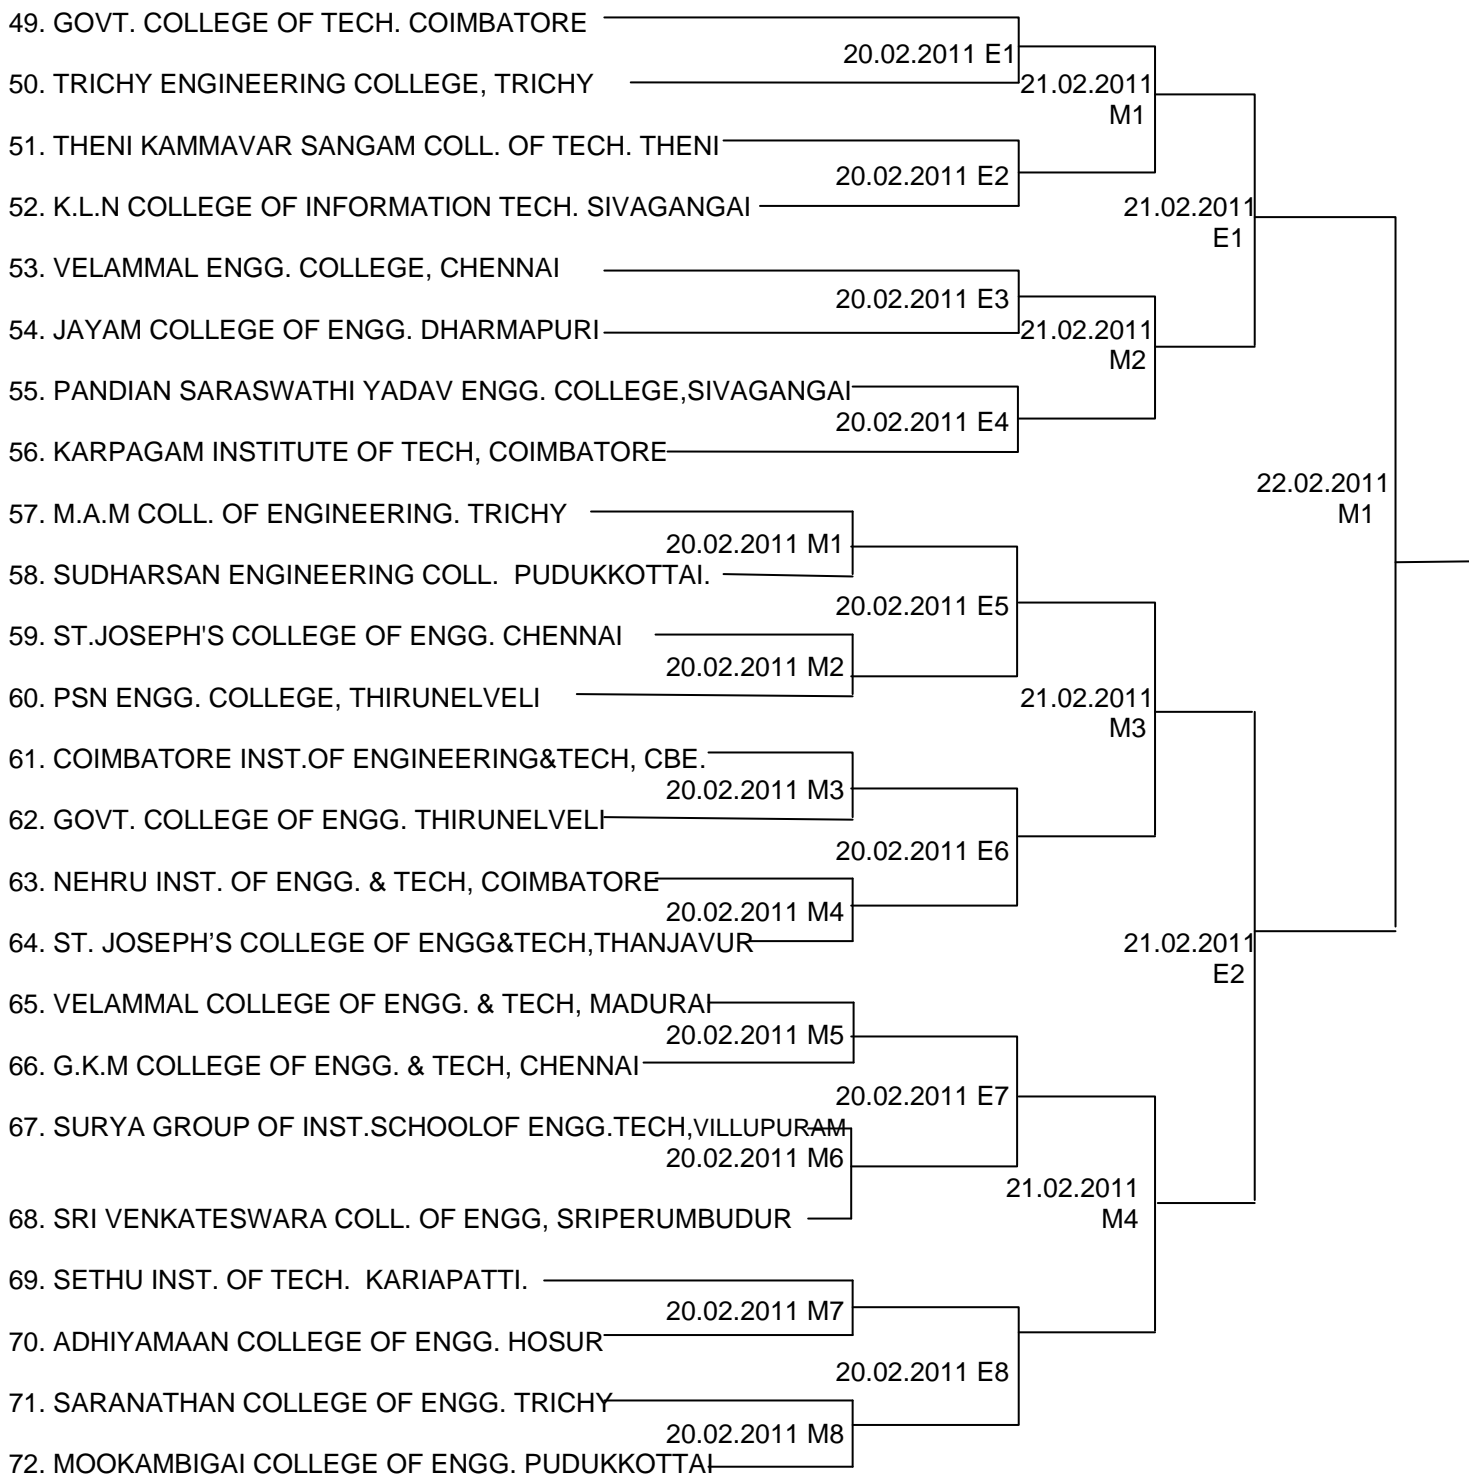 49. GOVT. COLLEGE OF TECH. COIMBATORE
20.02.2011 E1
50. TRICHY ENGINEERING COLLEGE, TRICHY
21.02.2011
M1
51. THENI KAMMAVAR SANGAM COLL. OF TECH. THENI
20.02.2011 E2
52. K.L.N COLLEGE OF INFORMATION TECH. SIVAGANGAI
21.02.2011
E1
53. VELAMMAL ENGG. COLLEGE, CHENNAI
20.02.2011 E3
54. JAYAM COLLEGE OF ENGG. DHARMAPURI
21.02.2011
M2
55. PANDIAN SARASWATHI YADAV ENGG. COLLEGE,SIVAGANGAI
20.02.2011 E4
56. KARPAGAM INSTITUTE OF TECH, COIMBATORE
22.02.2011
M1
57. M.A.M COLL. OF ENGINEERING. TRICHY
20.02.2011 M1
58. SUDHARSAN ENGINEERING COLL.  PUDUKKOTTAI.
20.02.2011 E5
59. ST.JOSEPH'S COLLEGE OF ENGG. CHENNAI
20.02.2011 M2
60. PSN ENGG. COLLEGE, THIRUNELVELI
21.02.2011
M3
61. COIMBATORE INST.OF ENGINEERING&TECH, CBE.
20.02.2011 M3
62. GOVT. COLLEGE OF ENGG. THIRUNELVELI
20.02.2011 E6
63. NEHRU INST. OF ENGG. & TECH, COIMBATORE
20.02.2011 M4
64. ST. JOSEPH’S COLLEGE OF ENGG&TECH,THANJAVUR
21.02.2011
E2
65. VELAMMAL COLLEGE OF ENGG. & TECH, MADURAI
20.02.2011 M5
66. G.K.M COLLEGE OF ENGG. & TECH, CHENNAI
20.02.2011 E7
67. SURYA GROUP OF INST.SCHOOLOF ENGG.TECH,VILLUPURAM
20.02.2011 M6
21.02.2011
M4
68. SRI VENKATESWARA COLL. OF ENGG, SRIPERUMBUDUR
69. SETHU INST. OF TECH.  KARIAPATTI.
20.02.2011 M7
70. ADHIYAMAAN COLLEGE OF ENGG. HOSUR
20.02.2011 E8
71. SARANATHAN COLLEGE OF ENGG. TRICHY
20.02.2011 M8
72. MOOKAMBIGAI COLLEGE OF ENGG. PUDUKKOTTAI